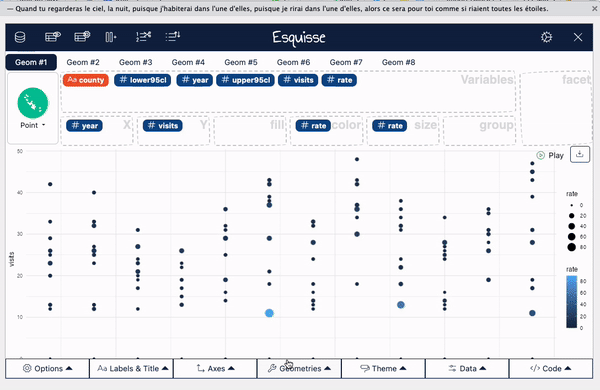 — Quand tu regarderas le ciel, la nuit, puisque j'habiterai dans l'une d'elles, puisque je rirai dans l'une d'elles, alors ce sera pour toi comme si riaient toutes les étoiles.
Esquisse
Geom #1 Geom #2 Geom #3 Geom #4 Geom #5 Geom #6 Geom #7 Geom #8
Point
Aa county # lower95cl # year # upper95cl # visits # rate Variables facet
# year X # visits Y fill # rate color # rate size group
Play
50
40
30
20
10
0
visits
rate
0
20
40
60
80
rate
80
60
40
20
0
Options Aa Labels & Title Axes Geometries Theme Data </> Code